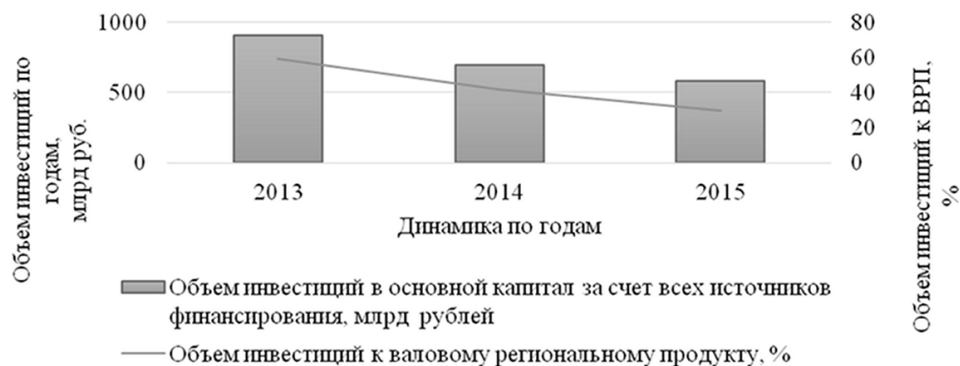 Объем инвестиций по
годам,
млрд руб.
1000
500
0
80
60
40
20
0
Объем инвестиций к ВРП,
%
2013 2014 2015
Динамика по годам
Объем инвестиций в основной капитал за счет всех источников
финансирования, млрд рублей
Объем инвестиций к валовому региональному продукту, %